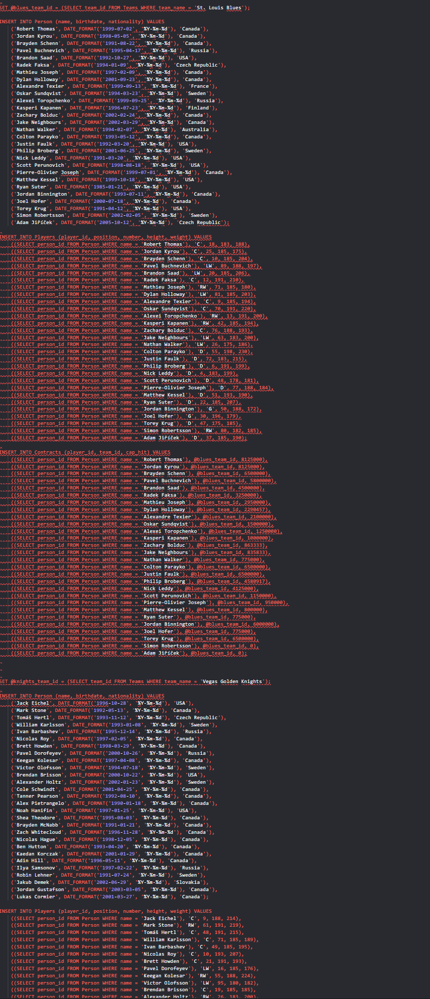 SET @blues_team_id = (SELECT team_id FROM Teams WHERE team_name = 'St. Louis Blues');
INSERT INTO Person (name, birthdate, nationality) VALUES
('Robert Thomas', DATE_FORMAT('1999-07-02', '%Y-%m-%d'), 'Canada'),
('Jordan Kyrou', DATE_FORMAT('1998-05-05', '%Y-%m-%d'), 'Canada'),
('Brayden Schenn', DATE_FORMAT('1991-08-22', '%Y-%m-%d'), 'Canada'),
('Pavel Buchnevich', DATE_FORMAT('1995-04-17', '%Y-%m-%d'), 'Russia'),
('Brandon Saad', DATE_FORMAT('1992-10-27', '%Y-%m-%d'), 'USA'),
('Radek Faksa', DATE_FORMAT('1994-01-09', '%Y-%m-%d'), 'Czech Republic'),
('Mathieu Joseph', DATE_FORMAT('1997-02-09', '%Y-%m-%d'), 'Canada'),
('Dylan Holloway', DATE_FORMAT('2001-09-23', '%Y-%m-%d'), 'Canada'),
('Alexandre Texier', DATE_FORMAT('1999-09-13', '%Y-%m-%d'), 'France'),
('Oskar Sundqvist', DATE_FORMAT('1994-03-23', '%Y-%m-%d'), 'Sweden'),
('Alexei Toropchenko', DATE_FORMAT('1999-09-25', '%Y-%m-%d'), 'Russia'),
('Kasperi Kapanen', DATE_FORMAT('1996-07-23', '%Y-%m-%d'), 'Finland'),
('Zachary Bolduc', DATE_FORMAT('2002-02-24', '%Y-%m-%d'), 'Canada'),
('Jake Neighbours', DATE_FORMAT('2002-03-29', '%Y-%m-%d'), 'Canada'),
('Nathan Walker', DATE_FORMAT('1994-02-07', '%Y-%m-%d'), 'Australia'),
('Colton Parayko', DATE_FORMAT('1993-05-12', '%Y-%m-%d'), 'Canada'),
('Justin Faulk', DATE_FORMAT('1992-03-20', '%Y-%m-%d'), 'USA'),
('Philip Broberg', DATE_FORMAT('2001-06-25', '%Y-%m-%d'), 'Sweden'),
('Nick Leddy', DATE_FORMAT('1991-03-20', '%Y-%m-%d'), 'USA'),
('Scott Perunovich', DATE_FORMAT('1998-08-18', '%Y-%m-%d'), 'USA'),
('Pierre-Olivier Joseph', DATE_FORMAT('1999-07-01', '%Y-%m-%d'), 'Canada'),
('Matthew Kessel', DATE_FORMAT('1999-10-18', '%Y-%m-%d'), 'USA'),
('Ryan Suter', DATE_FORMAT('1985-01-21', '%Y-%m-%d'), 'USA'),
('Jordan Binnington', DATE_FORMAT('1993-07-11', '%Y-%m-%d'), 'Canada'),
('Joel Hofer', DATE_FORMAT('2000-07-18', '%Y-%m-%d'), 'Canada'),
('Torey Krug', DATE_FORMAT('1991-04-12', '%Y-%m-%d'), 'USA'),
('Simon Robertsson', DATE_FORMAT('2002-02-05', '%Y-%m-%d'), 'Sweden'),
('Adam Jiříček', DATE_FORMAT('2005-10-12', '%Y-%m-%d'), 'Czech Republic');
INSERT INTO Players (player_id, position, number, height, weight) VALUES
((SELECT person_id FROM Person WHERE name = 'Robert Thomas'), 'C', 18, 183, 188),
((SELECT person_id FROM Person WHERE name = 'Jordan Kyrou'), 'C', 25, 185, 175),
((SELECT person_id FROM Person WHERE name = 'Brayden Schenn'), 'C', 10, 185, 204),
((SELECT person_id FROM Person WHERE name = 'Pavel Buchnevich'), 'LW', 89, 188, 197),
((SELECT person_id FROM Person WHERE name = 'Brandon Saad'), 'LW', 20, 185, 206),
((SELECT person_id FROM Person WHERE name = 'Radek Faksa'), 'C', 12, 191, 210),
((SELECT person_id FROM Person WHERE name = 'Mathieu Joseph'), 'RW', 71, 185, 180),
((SELECT person_id FROM Person WHERE name = 'Dylan Holloway'), 'LW', 81, 185, 203),
((SELECT person_id FROM Person WHERE name = 'Alexandre Texier'), 'C', 9, 185, 194),
((SELECT person_id FROM Person WHERE name = 'Oskar Sundqvist'), 'C', 70, 191, 220),
((SELECT person_id FROM Person WHERE name = 'Alexei Toropchenko'), 'RW', 13, 191, 200),
((SELECT person_id FROM Person WHERE name = 'Kasperi Kapanen'), 'RW', 42, 185, 194),
((SELECT person_id FROM Person WHERE name = 'Zachary Bolduc'), 'C', 76, 188, 193),
((SELECT person_id FROM Person WHERE name = 'Jake Neighbours'), 'LW', 63, 183, 200),
((SELECT person_id FROM Person WHERE name = 'Nathan Walker'), 'LW', 26, 175, 186),
((SELECT person_id FROM Person WHERE name = 'Colton Parayko'), 'D', 55, 198, 230),
((SELECT person_id FROM Person WHERE name = 'Justin Faulk'), 'D', 72, 183, 215),
((SELECT person_id FROM Person WHERE name = 'Philip Broberg'), 'D', 6, 191, 199),
((SELECT person_id FROM Person WHERE name = 'Nick Leddy'), 'D', 4, 183, 199),
((SELECT person_id FROM Person WHERE name = 'Scott Perunovich'), 'D', 48, 178, 181),
((SELECT person_id FROM Person WHERE name = 'Pierre-Olivier Joseph'), 'D', 77, 188, 184),
((SELECT person_id FROM Person WHERE name = 'Matthew Kessel'), 'D', 51, 193, 190),
((SELECT person_id FROM Person WHERE name = 'Ryan Suter'), 'D', 22, 185, 207),
((SELECT person_id FROM Person WHERE name = 'Jordan Binnington'), 'G', 50, 188, 172),
((SELECT person_id FROM Person WHERE name = 'Joel Hofer'), 'G', 30, 196, 179),
((SELECT person_id FROM Person WHERE name = 'Torey Krug'), 'D', 47, 175, 185),
((SELECT person_id FROM Person WHERE name = 'Simon Robertsson'), 'RW', 80, 182, 185),
((SELECT person_id FROM Person WHERE name = 'Adam Jiříček'), 'D', 37, 185, 190);
INSERT INTO Contracts (player_id, team_id, cap_hit) VALUES
((SELECT person_id FROM Person WHERE name = 'Robert Thomas'), @blues_team_id, 8125000),
((SELECT person_id FROM Person WHERE name = 'Jordan Kyrou'), @blues_team_id, 8125000),
((SELECT person_id FROM Person WHERE name = 'Brayden Schenn'), @blues_team_id, 6500000),
((SELECT person_id FROM Person WHERE name = 'Pavel Buchnevich'), @blues_team_id, 5800000),
((SELECT person_id FROM Person WHERE name = 'Brandon Saad'), @blues_team_id, 4500000),
((SELECT person_id FROM Person WHERE name = 'Radek Faksa'), @blues_team_id, 3250000),
((SELECT person_id FROM Person WHERE name = 'Mathieu Joseph'), @blues_team_id, 2950000),
((SELECT person_id FROM Person WHERE name = 'Dylan Holloway'), @blues_team_id, 2290457),
((SELECT person_id FROM Person WHERE name = 'Alexandre Texier'), @blues_team_id, 2100000),
((SELECT person_id FROM Person WHERE name = 'Oskar Sundqvist'), @blues_team_id, 1500000),
((SELECT person_id FROM Person WHERE name = 'Alexei Toropchenko'), @blues_team_id, 1250000),
((SELECT person_id FROM Person WHERE name = 'Kasperi Kapanen'), @blues_team_id, 1000000),
((SELECT person_id FROM Person WHERE name = 'Zachary Bolduc'), @blues_team_id, 863333),
((SELECT person_id FROM Person WHERE name = 'Jake Neighbours'), @blues_team_id, 835833),
((SELECT person_id FROM Person WHERE name = 'Nathan Walker'), @blues_team_id, 775000),
((SELECT person_id FROM Person WHERE name = 'Colton Parayko'), @blues_team_id, 6500000),
((SELECT person_id FROM Person WHERE name = 'Justin Faulk'), @blues_team_id, 6500000),
((SELECT person_id FROM Person WHERE name = 'Philip Broberg'), @blues_team_id, 4580917),
((SELECT person_id FROM Person WHERE name = 'Nick Leddy'), @blues_team_id, 4125000),
((SELECT person_id FROM Person WHERE name = 'Scott Perunovich'), @blues_team_id, 1150000),
((SELECT person_id FROM Person WHERE name = 'Pierre-Olivier Joseph'), @blues_team_id, 950000),
((SELECT person_id FROM Person WHERE name = 'Matthew Kessel'), @blues_team_id, 800000),
((SELECT person_id FROM Person WHERE name = 'Ryan Suter'), @blues_team_id, 775000),
((SELECT person_id FROM Person WHERE name = 'Jordan Binnington'), @blues_team_id, 6000000),
((SELECT person_id FROM Person WHERE name = 'Joel Hofer'), @blues_team_id, 775000),
((SELECT person_id FROM Person WHERE name = 'Torey Krug'), @blues_team_id, 6500000),
((SELECT person_id FROM Person WHERE name = 'Simon Robertsson'), @blues_team_id, 0),
((SELECT person_id FROM Person WHERE name = 'Adam Jiříček'), @blues_team_id, 0);
SET @knights_team_id = (SELECT team_id FROM Teams WHERE team_name = 'Vegas Golden Knights');
INSERT INTO Person (name, birthdate, nationality) VALUES
('Jack Eichel', DATE_FORMAT('1996-10-28', '%Y-%m-%d'), 'USA'),
('Mark Stone', DATE_FORMAT('1992-05-13', '%Y-%m-%d'), 'Canada'),
('Tomáš Hertl', DATE_FORMAT('1993-11-12', '%Y-%m-%d'), 'Czech Republic'),
('William Karlsson', DATE_FORMAT('1993-01-08', '%Y-%m-%d'), 'Sweden'),
('Ivan Barbashev', DATE_FORMAT('1995-12-14', '%Y-%m-%d'), 'Russia'),
('Nicolas Roy', DATE_FORMAT('1997-02-05', '%Y-%m-%d'), 'Canada'),
('Brett Howden', DATE_FORMAT('1998-03-29', '%Y-%m-%d'), 'Canada'),
('Pavel Dorofeyev', DATE_FORMAT('2000-10-26', '%Y-%m-%d'), 'Russia'),
('Keegan Kolesar', DATE_FORMAT('1997-04-08', '%Y-%m-%d'), 'Canada'),
('Victor Olofsson', DATE_FORMAT('1994-07-18', '%Y-%m-%d'), 'Sweden'),
('Brendan Brisson', DATE_FORMAT('2000-10-22', '%Y-%m-%d'), 'USA'),
('Alexander Holtz', DATE_FORMAT('2002-01-23', '%Y-%m-%d'), 'Sweden'),
('Cole Schwindt', DATE_FORMAT('2001-04-25', '%Y-%m-%d'), 'Canada'),
('Tanner Pearson', DATE_FORMAT('1992-08-10', '%Y-%m-%d'), 'Canada'),
('Alex Pietrangelo', DATE_FORMAT('1990-01-18', '%Y-%m-%d'), 'Canada'),
('Noah Hanifin', DATE_FORMAT('1997-01-25', '%Y-%m-%d'), 'USA'),
('Shea Theodore', DATE_FORMAT('1995-08-03', '%Y-%m-%d'), 'Canada'),
('Brayden McNabb', DATE_FORMAT('1991-01-21', '%Y-%m-%d'), 'Canada'),
('Zach Whitecloud', DATE_FORMAT('1996-11-28', '%Y-%m-%d'), 'Canada'),
('Nicolas Hague', DATE_FORMAT('1998-12-05', '%Y-%m-%d'), 'Canada'),
('Ben Hutton', DATE_FORMAT('1993-04-20', '%Y-%m-%d'), 'Canada'),
('Kaedan Korczak', DATE_FORMAT('2001-01-29', '%Y-%m-%d'), 'Canada'),
('Adin Hill', DATE_FORMAT('1996-05-11', '%Y-%m-%d'), 'Canada'),
('Ilya Samsonov', DATE_FORMAT('1997-02-22', '%Y-%m-%d'), 'Russia'),
('Robin Lehner', DATE_FORMAT('1991-07-24', '%Y-%m-%d'), 'Sweden'),
('Jakub Demek', DATE_FORMAT('2002-06-29', '%Y-%m-%d'), 'Slovakia'),
('Jordan Gustafson', DATE_FORMAT('2003-03-05', '%Y-%m-%d'), 'Canada'),
('Lukas Cormier', DATE_FORMAT('2001-03-27', '%Y-%m-%d'), 'Canada');
INSERT INTO Players (player_id, position, number, height, weight) VALUES
((SELECT person_id FROM Person WHERE name = 'Jack Eichel'), 'C', 9, 188, 214),
((SELECT person_id FROM Person WHERE name = 'Mark Stone'), 'RW', 61, 191, 219),
((SELECT person_id FROM Person WHERE name = 'Tomáš Hertl'), 'C', 48, 191, 215),
((SELECT person_id FROM Person WHERE name = 'William Karlsson'), 'C', 71, 185, 189),
((SELECT person_id FROM Person WHERE name = 'Ivan Barbashev'), 'C', 49, 185, 195),
((SELECT person_id FROM Person WHERE name = 'Nicolas Roy'), 'C', 10, 193, 207),
((SELECT person_id FROM Person WHERE name = 'Brett Howden'), 'C', 21, 191, 193),
((SELECT person_id FROM Person WHERE name = 'Pavel Dorofeyev'), 'LW', 16, 185, 176),
((SELECT person_id FROM Person WHERE name = 'Keegan Kolesar'), 'RW', 55, 188, 224),
((SELECT person_id FROM Person WHERE name = 'Victor Olofsson'), 'LW', 95, 180, 182),
((SELECT person_id FROM Person WHERE name = 'Brendan Brisson'), 'C', 19, 185, 185),
((SELECT person_id FROM Person WHERE name = 'Alexander Holtz'), 'RW', 26, 183, 200),